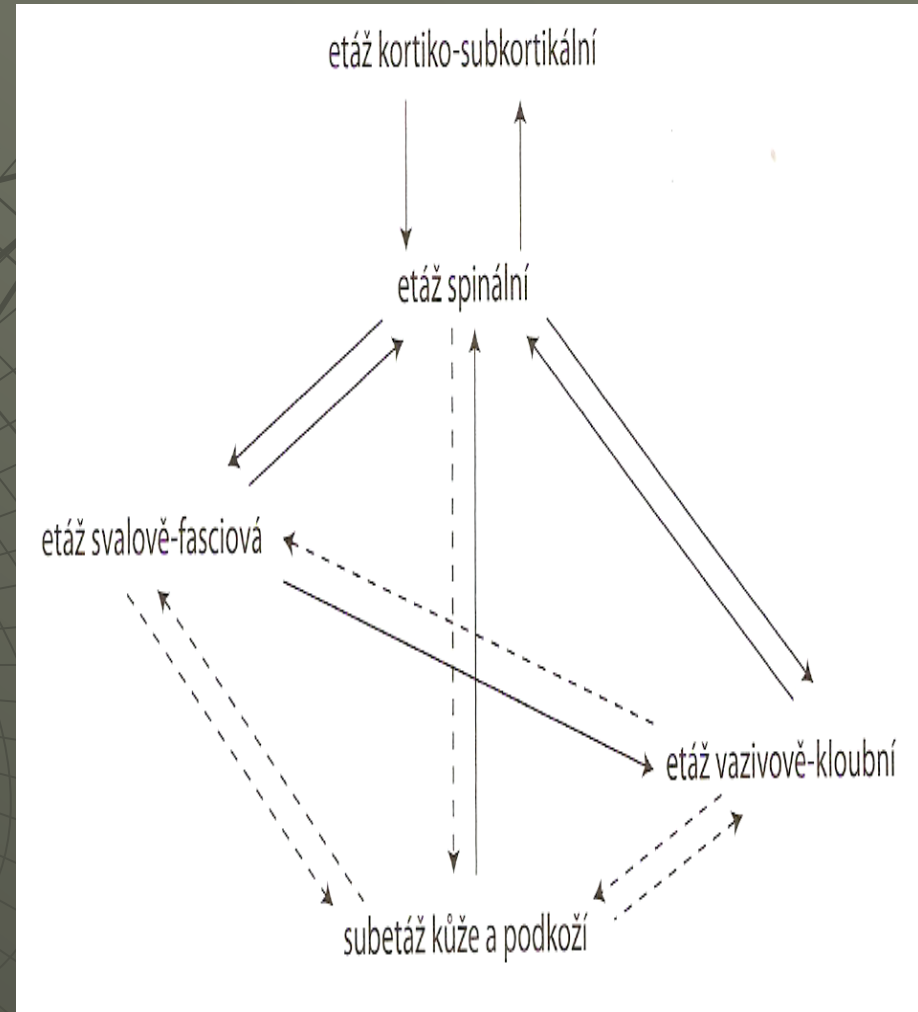 etáž kortiko-subkortikální
etáž spinální
etáž svalově-fasciová
etáž vazivově-kloubní
subetáž kůže a podkoží